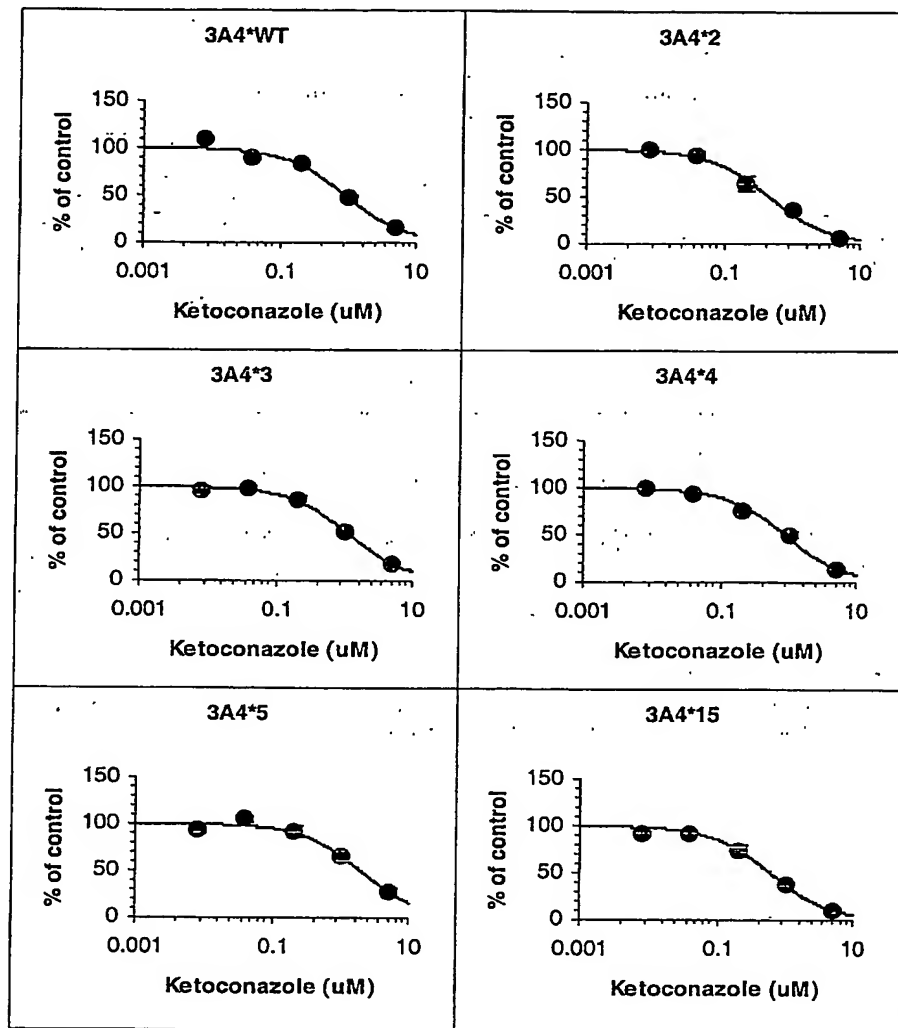 3A4*WT
% of control
150
100
50
0
0.001
0.1
10
Ketoconazole (uM)
3A4*2
% of control
150
100
50
0
0.001
0.1
10
Ketoconazole (uM)
3A4*3
% of control
150
100
50
0
0.001
0.1
10
Ketoconazole (uM)
3A4*4
% of control
150
100
50
0
0.001
0.1
10
Ketoconazole (uM)
3A4*5
% of control
150
100
50
0
0.001
0.1
10
Ketoconazole (uM)
3A4*15
% of control
150
100
50
0
0.001
0.1
10
Ketoconazole (uM)